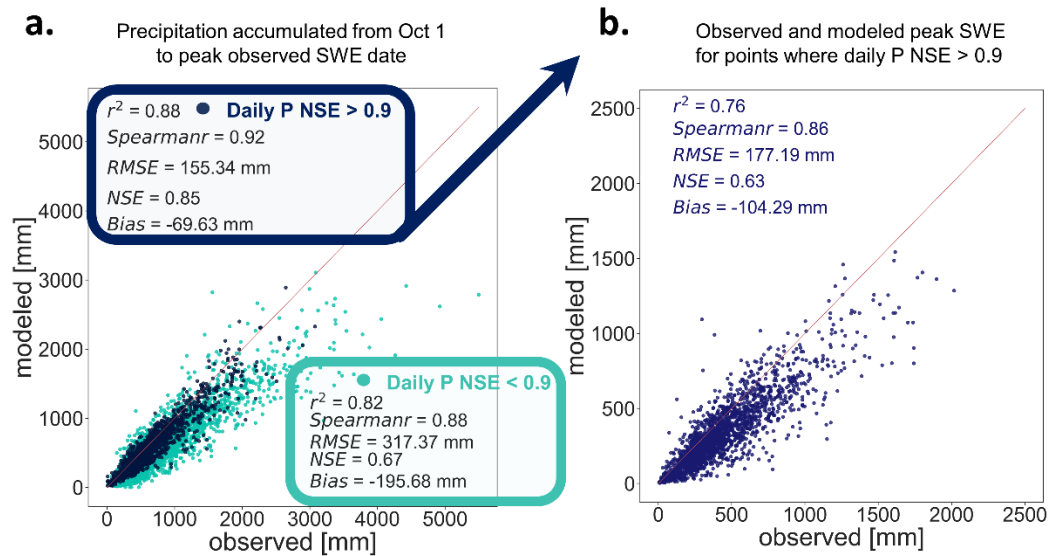 a.
Precipitation accumulated from Oct 1
to peak observed SWE date
r² = 0.88
Daily P NSE > 0.9
Spearmanr = 0.92
RMSE = 155.34 mm
NSE = 0.85
Bias = -69.63 mm
5000
4000
3000
2000
1000
0
modeled [mm]
Daily P NSE < 0.9
r² = 0.82
Spearmanr = 0.88
RMSE = 317.37 mm
NSE = 0.67
Bias = -195.68 mm
0 1000 2000 3000 4000 5000
observed [mm]
b.
Observed and modeled peak SWE
for points where daily P NSE > 0.9
r² = 0.76
Spearmanr = 0.86
RMSE = 177.19 mm
NSE = 0.63
Bias = -104.29 mm
2500
2000
1500
1000
500
0
modeled [mm]
0 500 1000 1500 2000 2500
observed [mm]